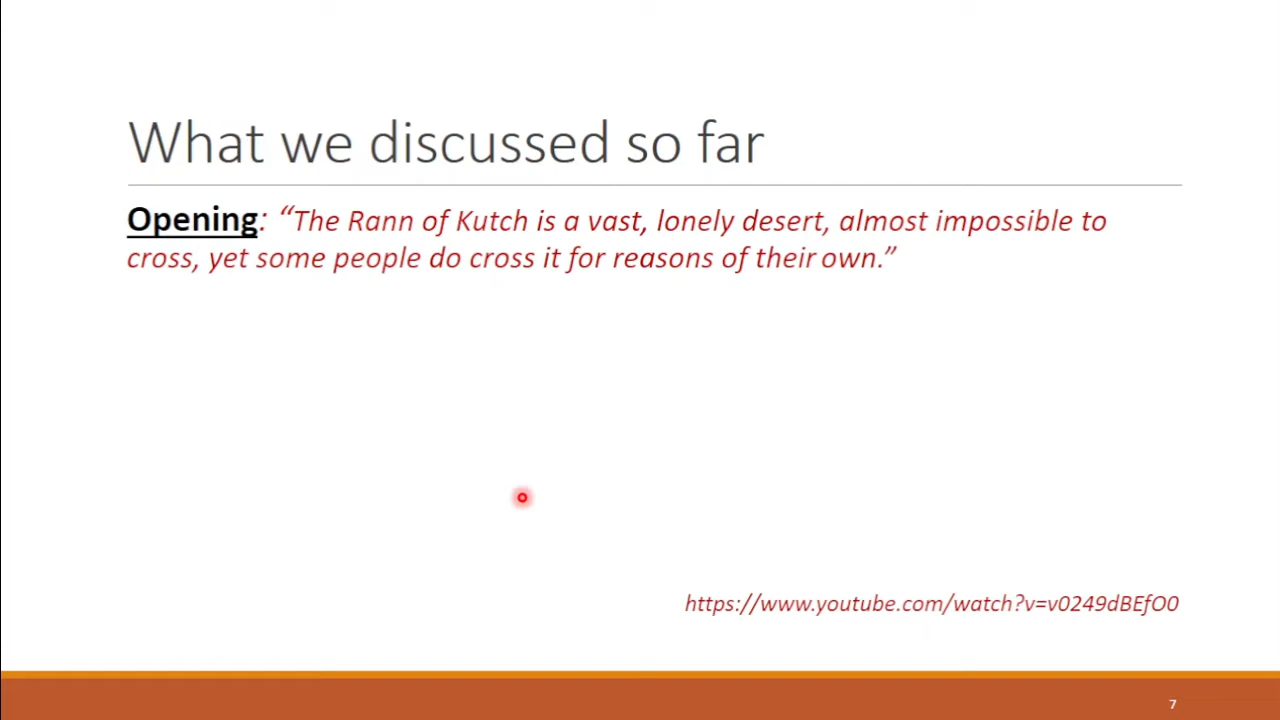 What we discussed so far
Opening: “The Rann of Kutch is a vast, lonely desert, almost impossible to
cross, yet some people do cross it for reasons of their own.”
https://www.youtube.com/watch?v=v0249dBEfO0
7